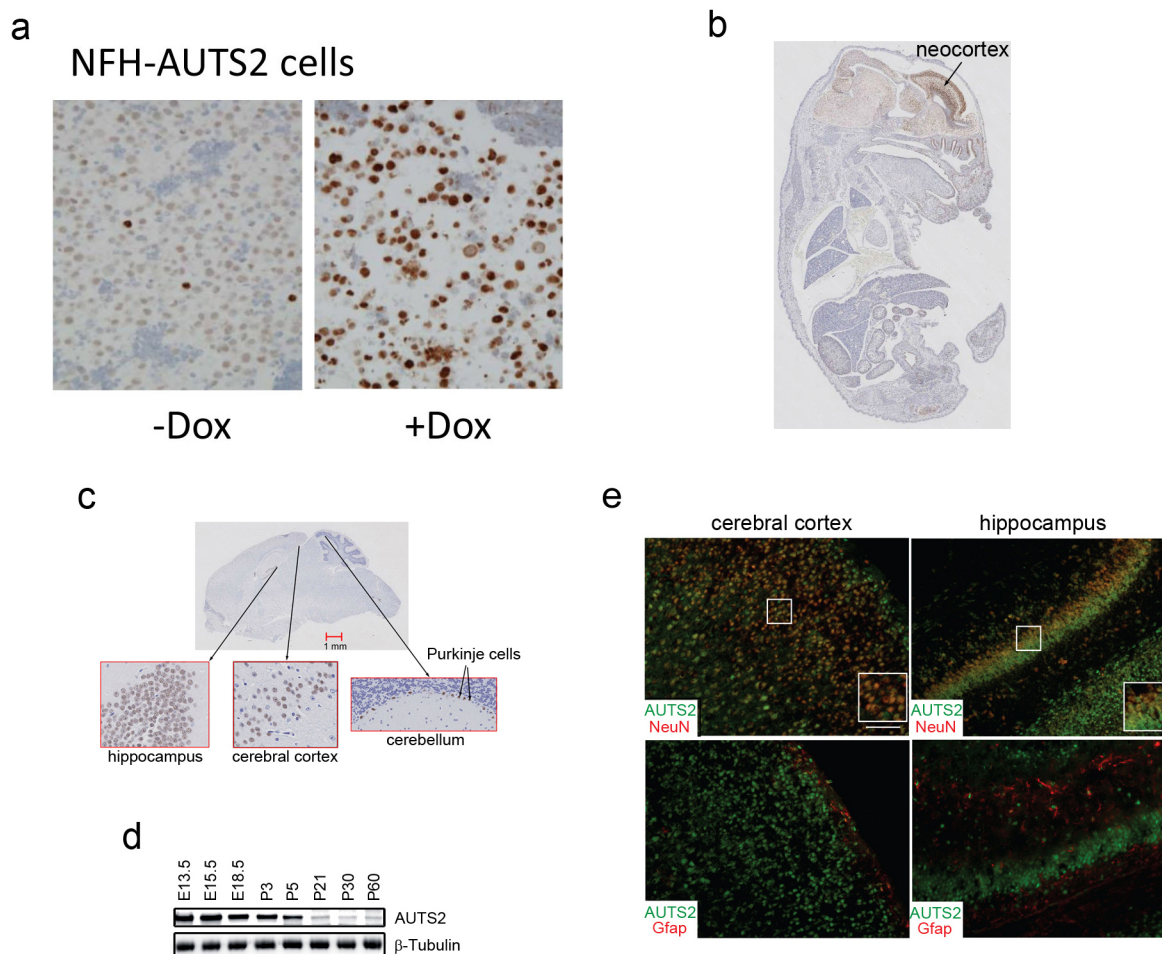 a
NFH-AUTS2 cells
-Dox
+Dox
b
neocortex
c
1 mm
Purkinje cells
hippocampus
cerebral cortex
cerebellum
d
E13.5
E15.5
E18.5
P3
P5
P21
P30
P60
AUTS2
β-Tubulin
e
cerebral cortex
hippocampus
AUTS2
NeuN
AUTS2
NeuN
AUTS2
Gfap
AUTS2
Gfap